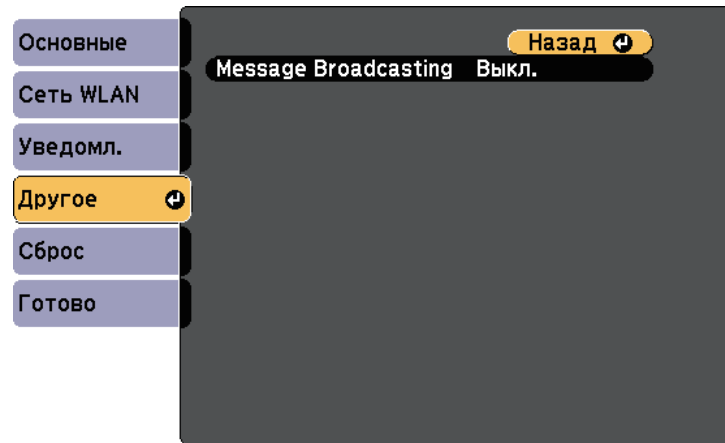 Основные
Сеть WLAN
Уведомл.
Другое
Сброс
Готово
Назад
Message Broadcasting Выкл.